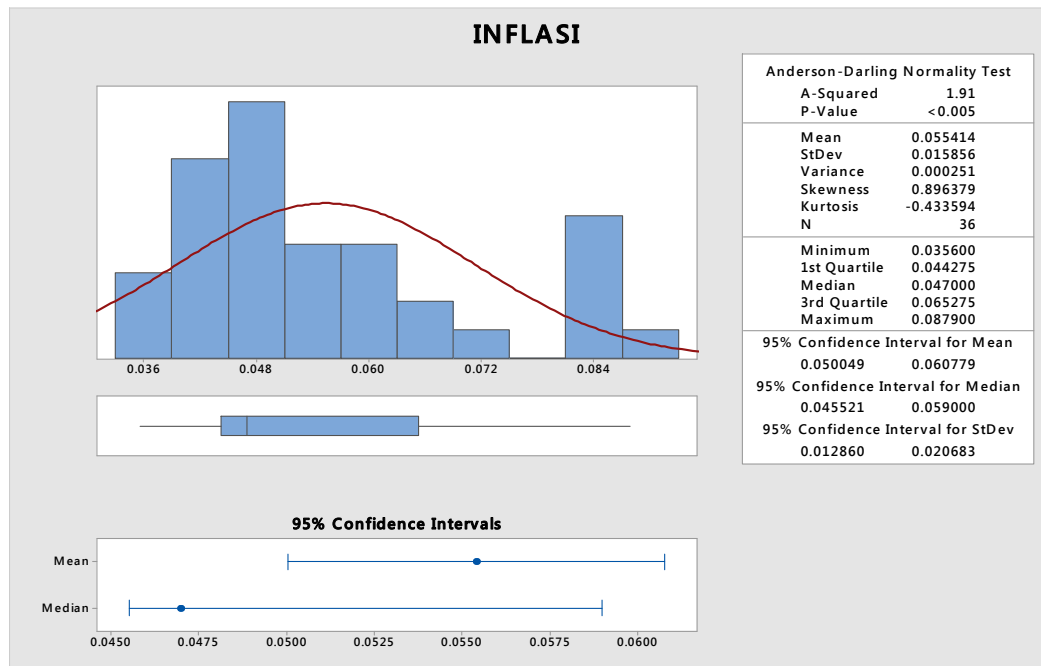 INFLASI
0.036 0.048 0.060 0.072 0.084
Anderson-Darling Normality Test
A-Squared 1.91
P-Value <0.005
Mean 0.055414
StDev 0.015856
Variance 0.000251
Skewness 0.896379
Kurtosis -0.433594
N 36
Minimum 0.035600
1st Quartile 0.044275
Median 0.047000
3rd Quartile 0.065275
Maximum 0.087900
95% Confidence Interval for Mean
0.050049 0.060779
95% Confidence Interval for Median
0.045521 0.059000
95% Confidence Interval for StDev
0.012860 0.020683
95% Confidence Intervals
Mean
Median
0.0450 0.0475 0.0500 0.0525 0.0550 0.0575 0.0600